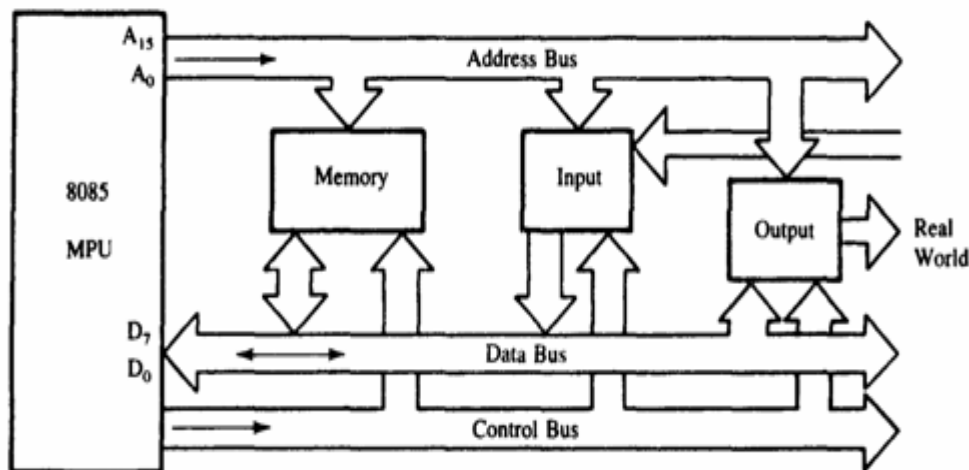 A15
Address Bus
A0
Memory
Input
8085
MPU
Output
Real
World
D7
Data Bus
D0
Control Bus